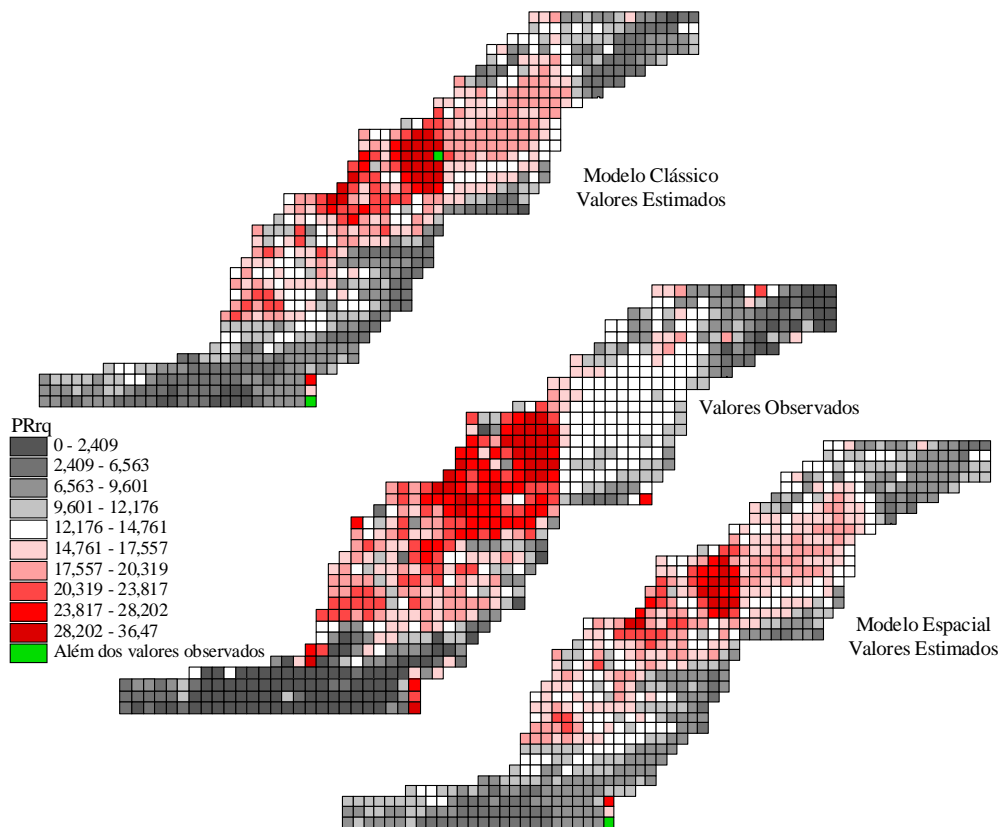 Modelo Clássico
Valores Estimados
Valores Observados
PRrq
0 - 2,409
2,409 - 6,563
6,563 - 9,601
9,601 - 12,176
12,176 - 14,761
14,761 - 17,557
17,557 - 20,319
20,319 - 23,817
23,817 - 28,202
28,202 - 36,47
Além dos valores observados
Modelo Espacial
Valores Estimados